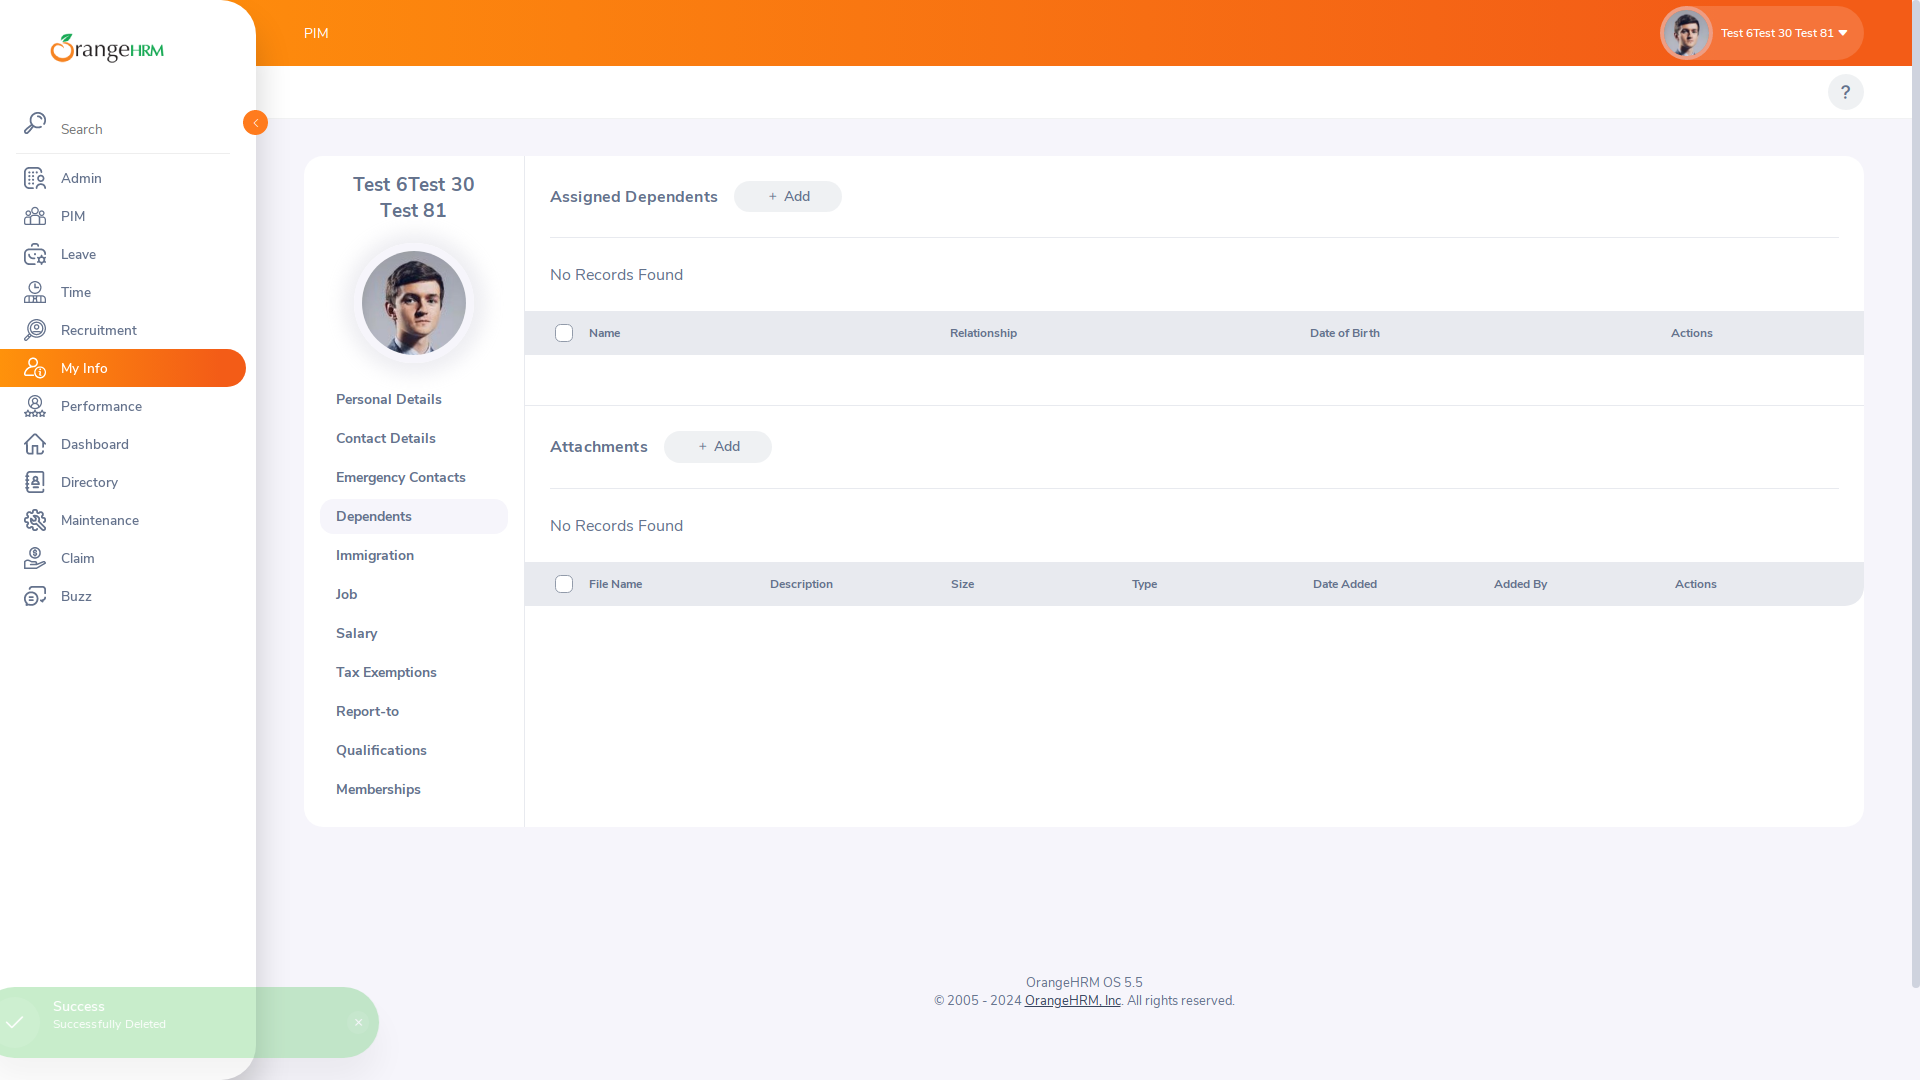 OrangeHRM
Search
Admin
PIM
Leave
Time
Recruitment
My Info
Performance
Dashboard
Directory
Maintenance
Claim
Buzz
PIM
Test 6Test 30 Test 81
?
Test 6Test 30
Test 81
Personal Details
Contact Details
Emergency Contacts
Dependents
Immigration
Job
Salary
Tax Exemptions
Report-to
Qualifications
Memberships
Assigned Dependents + Add
No Records Found
Name Relationship Date of Birth Actions
Attachments + Add
No Records Found
File Name Description Size Type Date Added Added By Actions
OrangeHRM OS 5.5
© 2005 - 2024 OrangeHRM, Inc. All rights reserved.
Success
Successfully Deleted